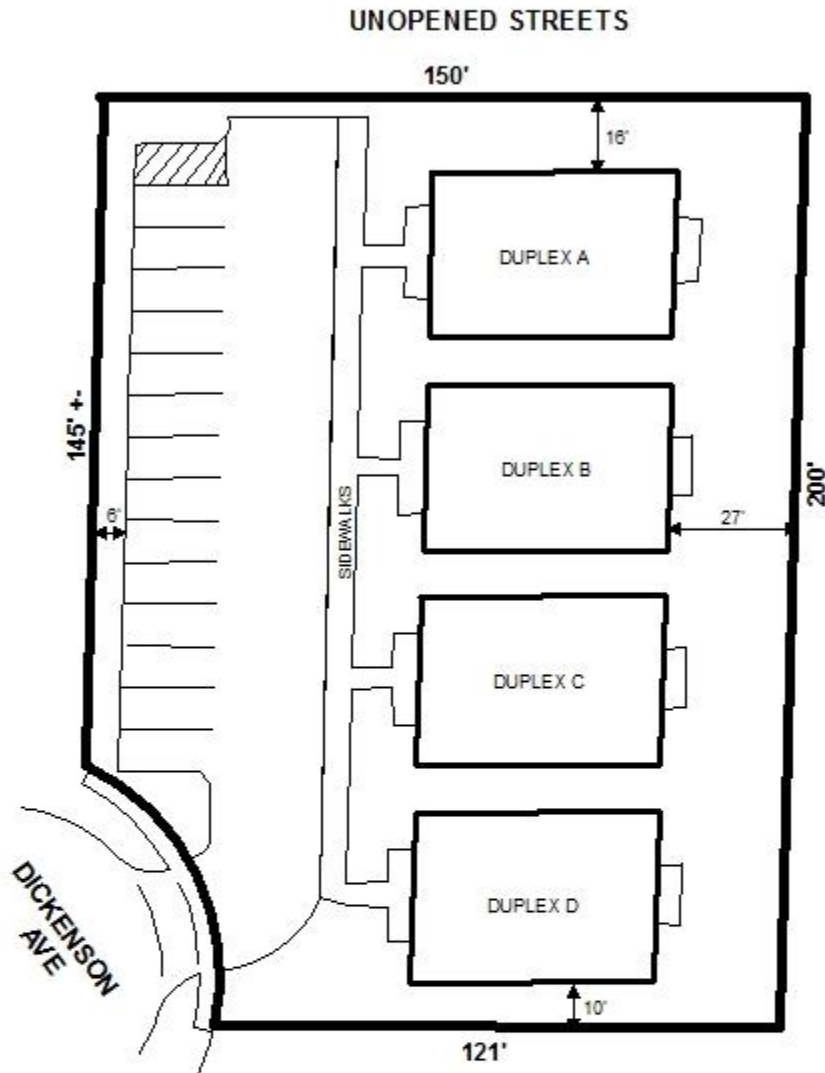 UNOPENED STREETS
150'
16'
DUPLEX A
145' +-
DUPLEX B
200'
6'
SIDEWALKS
27'
DUPLEX C
DICKENSON
AVE
DUPLEX D
10'
121'